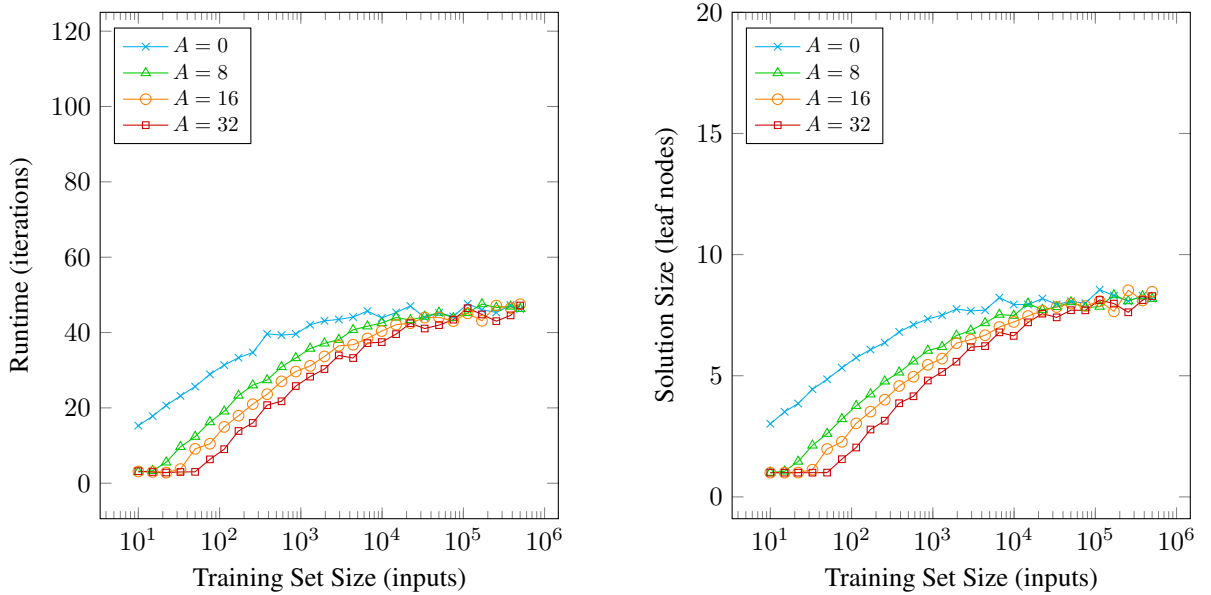 120
100
80
60
40
20
0
Runtime (iterations)
A = 0
A = 8
A = 16
A = 32
10^1 10^2 10^3 10^4 10^5 10^6
Training Set Size (inputs)
20
15
10
5
0
Solution Size (leaf nodes)
A = 0
A = 8
A = 16
A = 32
10^1 10^2 10^3 10^4 10^5 10^6
Training Set Size (inputs)